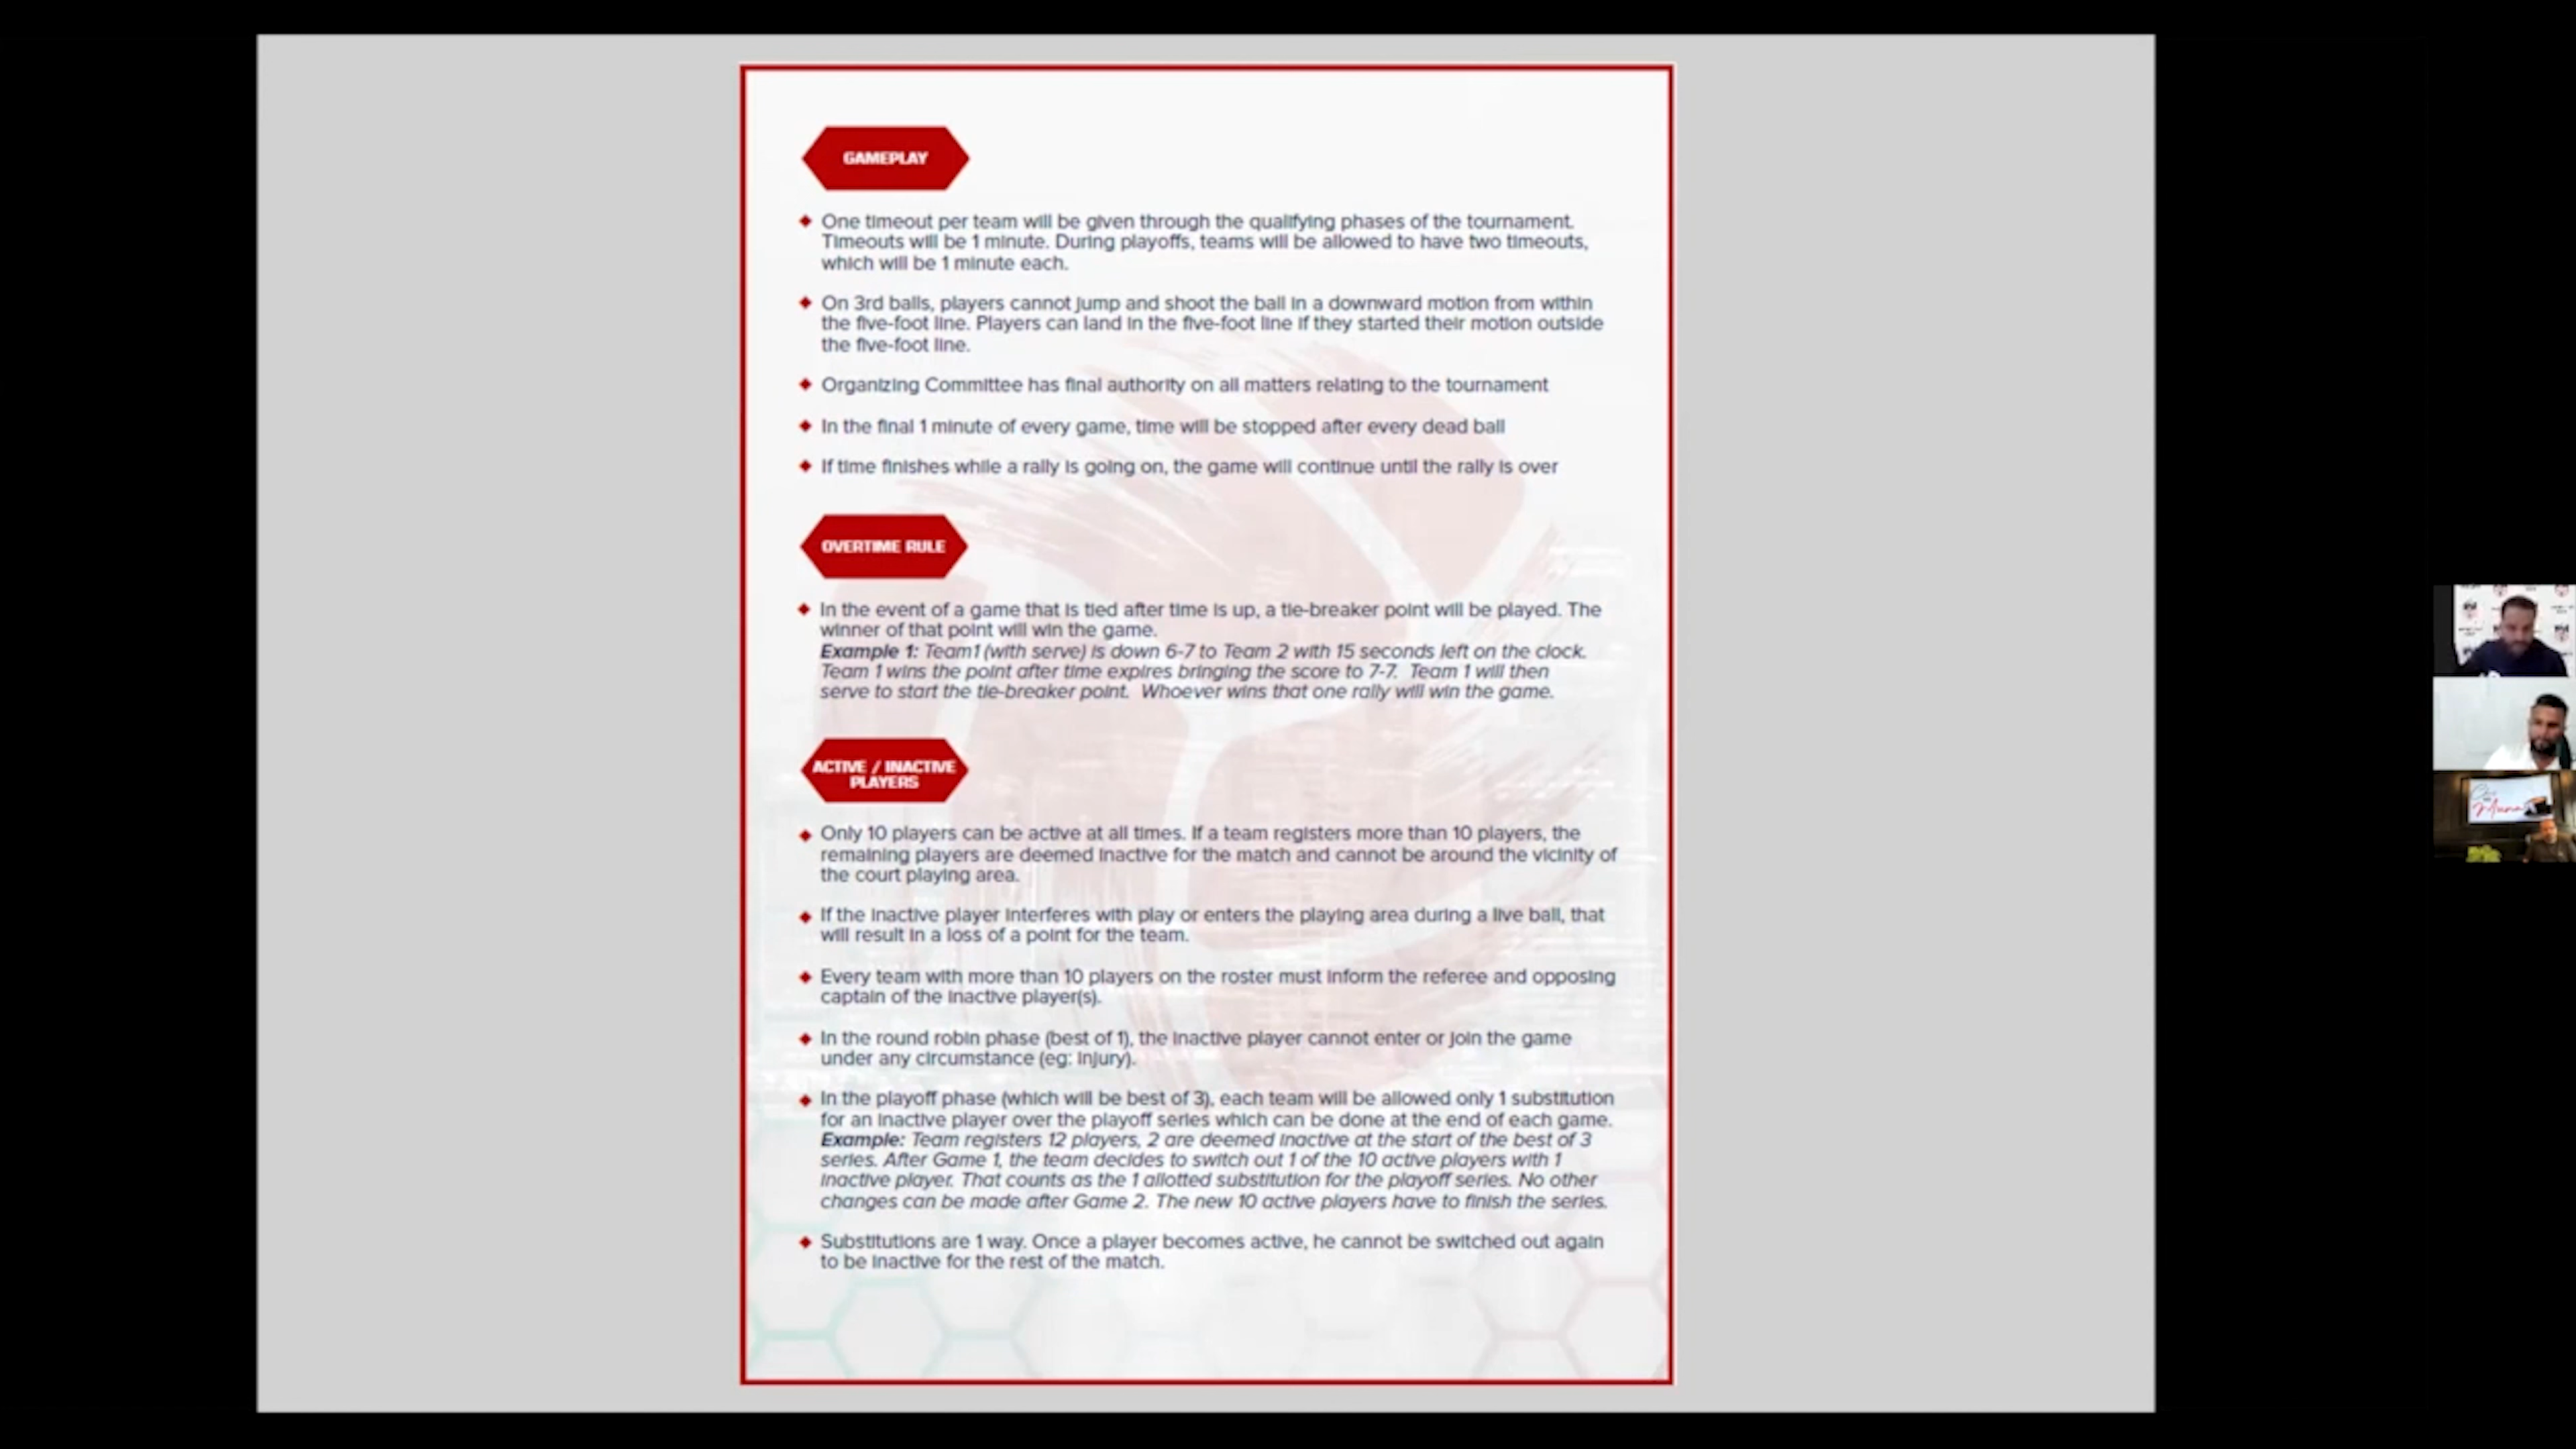 GAMEPLAY
One timeout per team will be given through the qualifying phases of the tournament.
Timeouts will be 1 minute. During playoffs, teams will be allowed to have two timeouts,
which will be 1 minute each.
On 3rd balls, players cannot jump and shoot the ball in a downward motion from within
the five-foot line. Players can land in the five-foot line if they started their motion outside
the five-foot line.
Organizing Committee has final authority on all matters relating to the tournament
In the final 1 minute of every game, time will be stopped after every dead ball
If time finishes while a rally is going on, the game will continue until the rally is over
OVERTIME RULE
In the event of a game that is tied after time is up, a tie-breaker point will be played. The
winner of that point will win the game.
Example 1: Team1 (with serve) is down 6-7 to Team 2 with 15 seconds left on the clock.
Team 1 wins the point after time expires bringing the score to 7-7. Team 1 will then
serve to start the tie-breaker point. Whoever wins that one rally will win the game.
ACTIVE / INACTIVE
PLAYERS
Only 10 players can be active at all times. If a team registers more than 10 players, the
remaining players are deemed inactive for the match and cannot be around the vicinity of
the court playing area.
If the inactive player interferes with play or enters the playing area during a live ball, that
will result in a loss of a point for the team.
Every team with more than 10 players on the roster must inform the referee and opposing
captain of the inactive player(s).
In the round robin phase (best of 1), the inactive player cannot enter or join the game
under any circumstance (eg: injury).
In the playoff phase (which will be best of 3), each team will be allowed only 1 substitution
for an inactive player over the playoff series which can be done at the end of each game.
Example: Team registers 12 players, 2 are deemed inactive at the start of the best of 3
series. After Game 1, the team decides to switch out 1 of the 10 active players with 1
inactive player. That counts as the 1 allotted substitution for the playoff series. No other
changes can be made after Game 2. The new 10 active players have to finish the series.
Substitutions are 1 way. Once a player becomes active, he cannot be switched out again
to be inactive for the rest of the match.